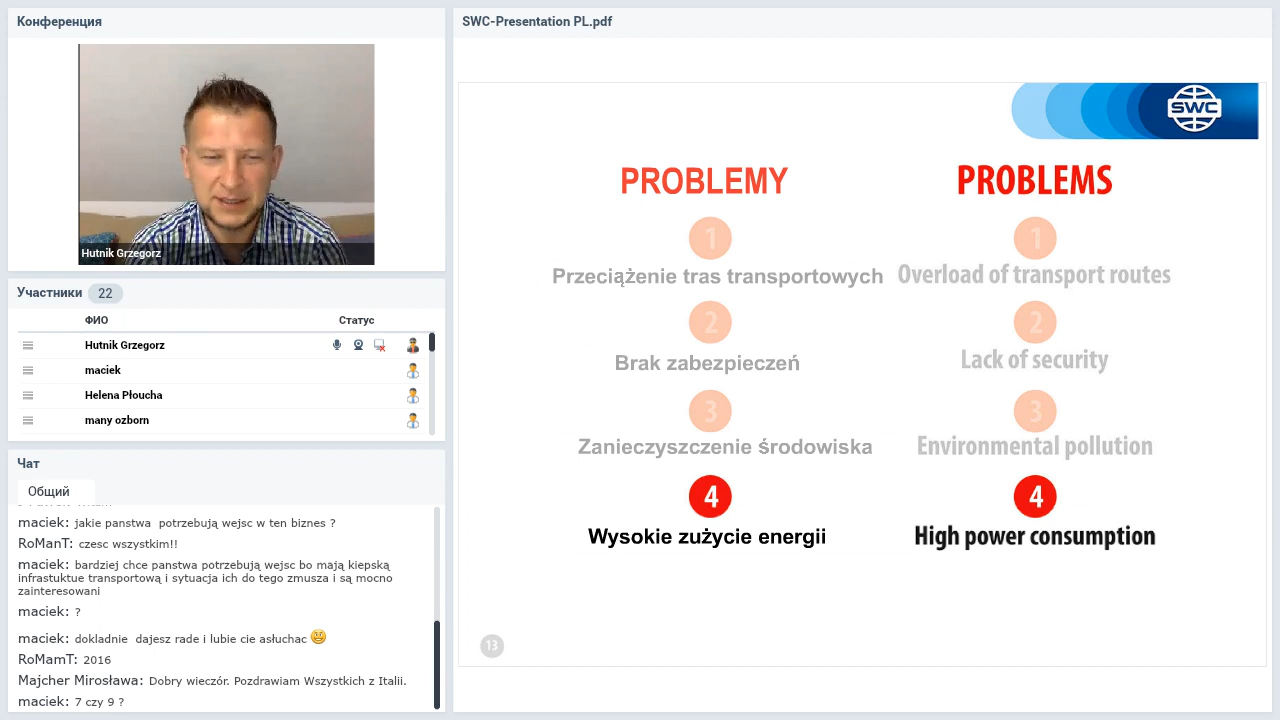 Конференция
Hutnik Grzegorz
Участники 22
ФИО Статус
Hutnik Grzegorz
maciek
Helena Płoucha
many ozborn
Чат
Общий
maciek: jakie panstwa potrzebują wejsc w ten biznes ?
RoManT: czesc wszystkim!!
maciek: bardziej chce panstwa potrzebują wejsc bo mają kiepską
infrastuktue transportową i sytuacja ich do tego zmusza i są mocno
zainteresowani
maciek: ?
maciek: dokladnie dajesz rade i lubie cie asłuchac
RoMamT: 2016
Majcher Mirosława: Dobry wieczór. Pozdrawiam Wszystkich z Italii.
maciek: 7 czy 9 ?
SWC-Presentation PL.pdf
SWC
PROBLEMY
1
Przeciążenie tras transportowych
2
Brak zabezpieczeń
3
Zanieczyszczenie środowiska
4
Wysokie zużycie energii
PROBLEMS
1
Overload of transport routes
2
Lack of security
3
Environmental pollution
4
High power consumption
13